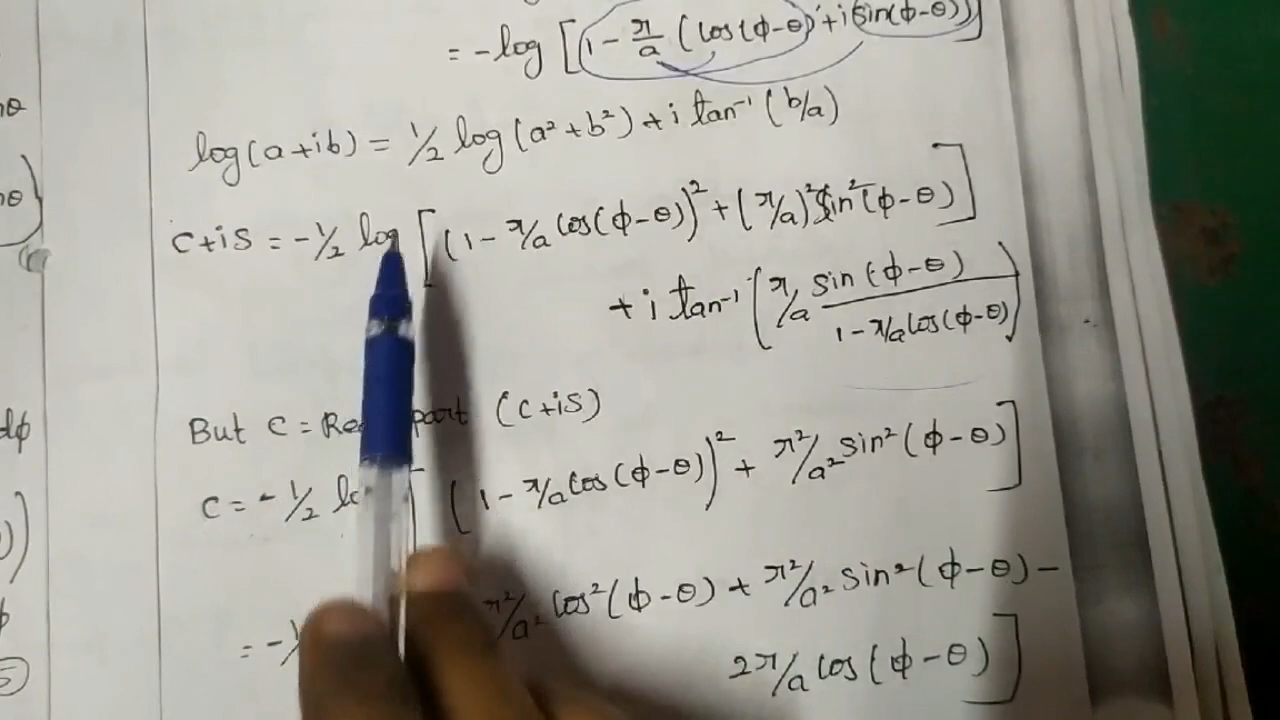 = -log [1 - r/a (cos(ϕ-θ) + i sin(ϕ-θ))]
log(a+ib) = 1/2 log(a²+b²) + i tan⁻¹(b/a)
C+iS = -1/2 log [(1 - r/a cos(ϕ-θ))² + (r/a)² sin²(ϕ-θ)]
+ i tan⁻¹ (r/a sin(ϕ-θ) / 1 - r/a cos(ϕ-θ))
But C = part (C+iS)
C = -1/2 [(1 - r/a cos(ϕ-θ))² + r²/a² sin²(ϕ-θ)]
= - r²/a² cos²(ϕ-θ) + r²/a² sin²(ϕ-θ) -
2r/a cos(ϕ-θ)]